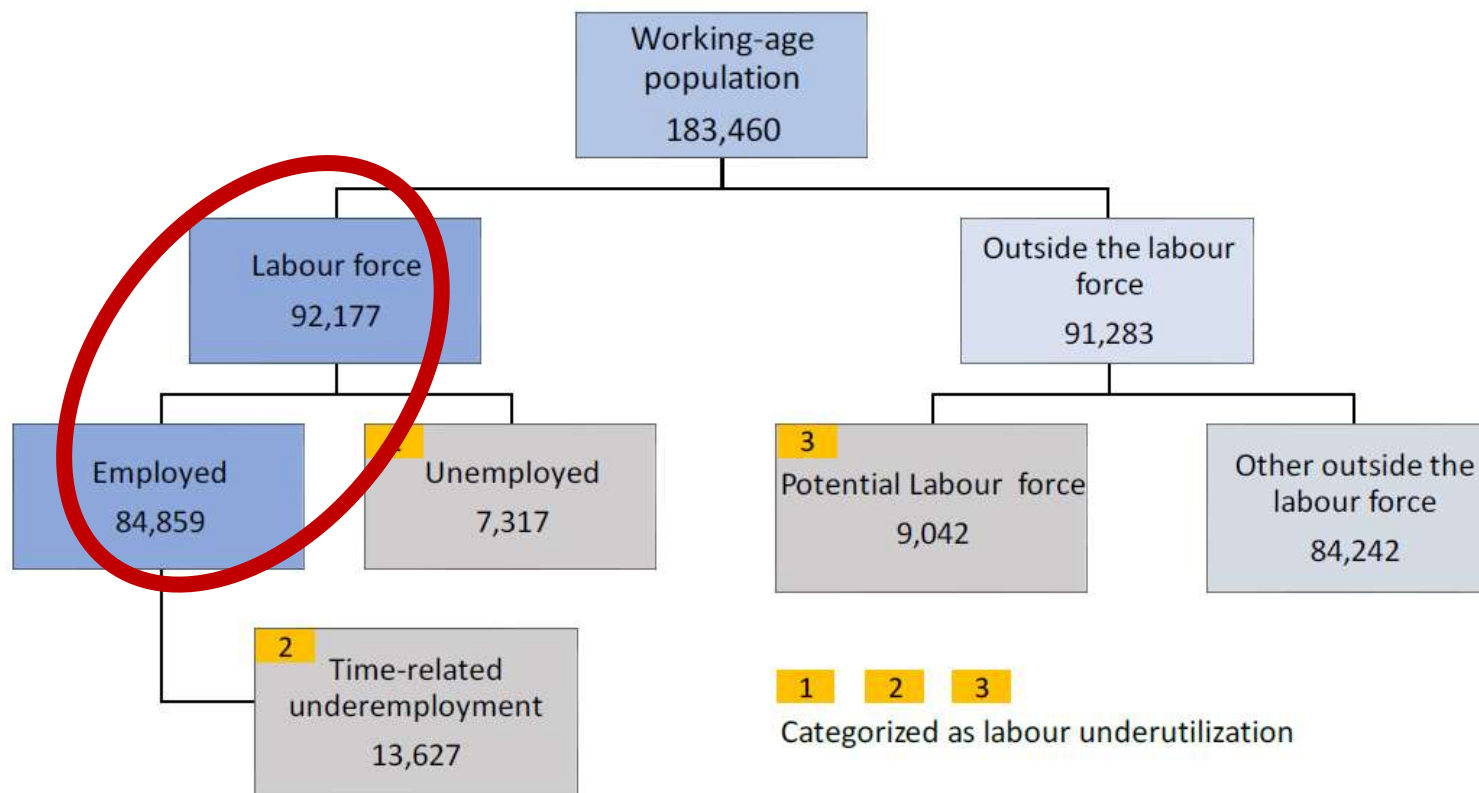 Working-age
population
183,460
Labour force
92,177
Outside the labour
force
91,283
Employed
84,859
Unemployed
7,317
3
Potential Labour force
9,042
Other outside the
labour force
84,242
2
Time-related
underemployment
13,627
1 2 3
Categorized as labour underutilization